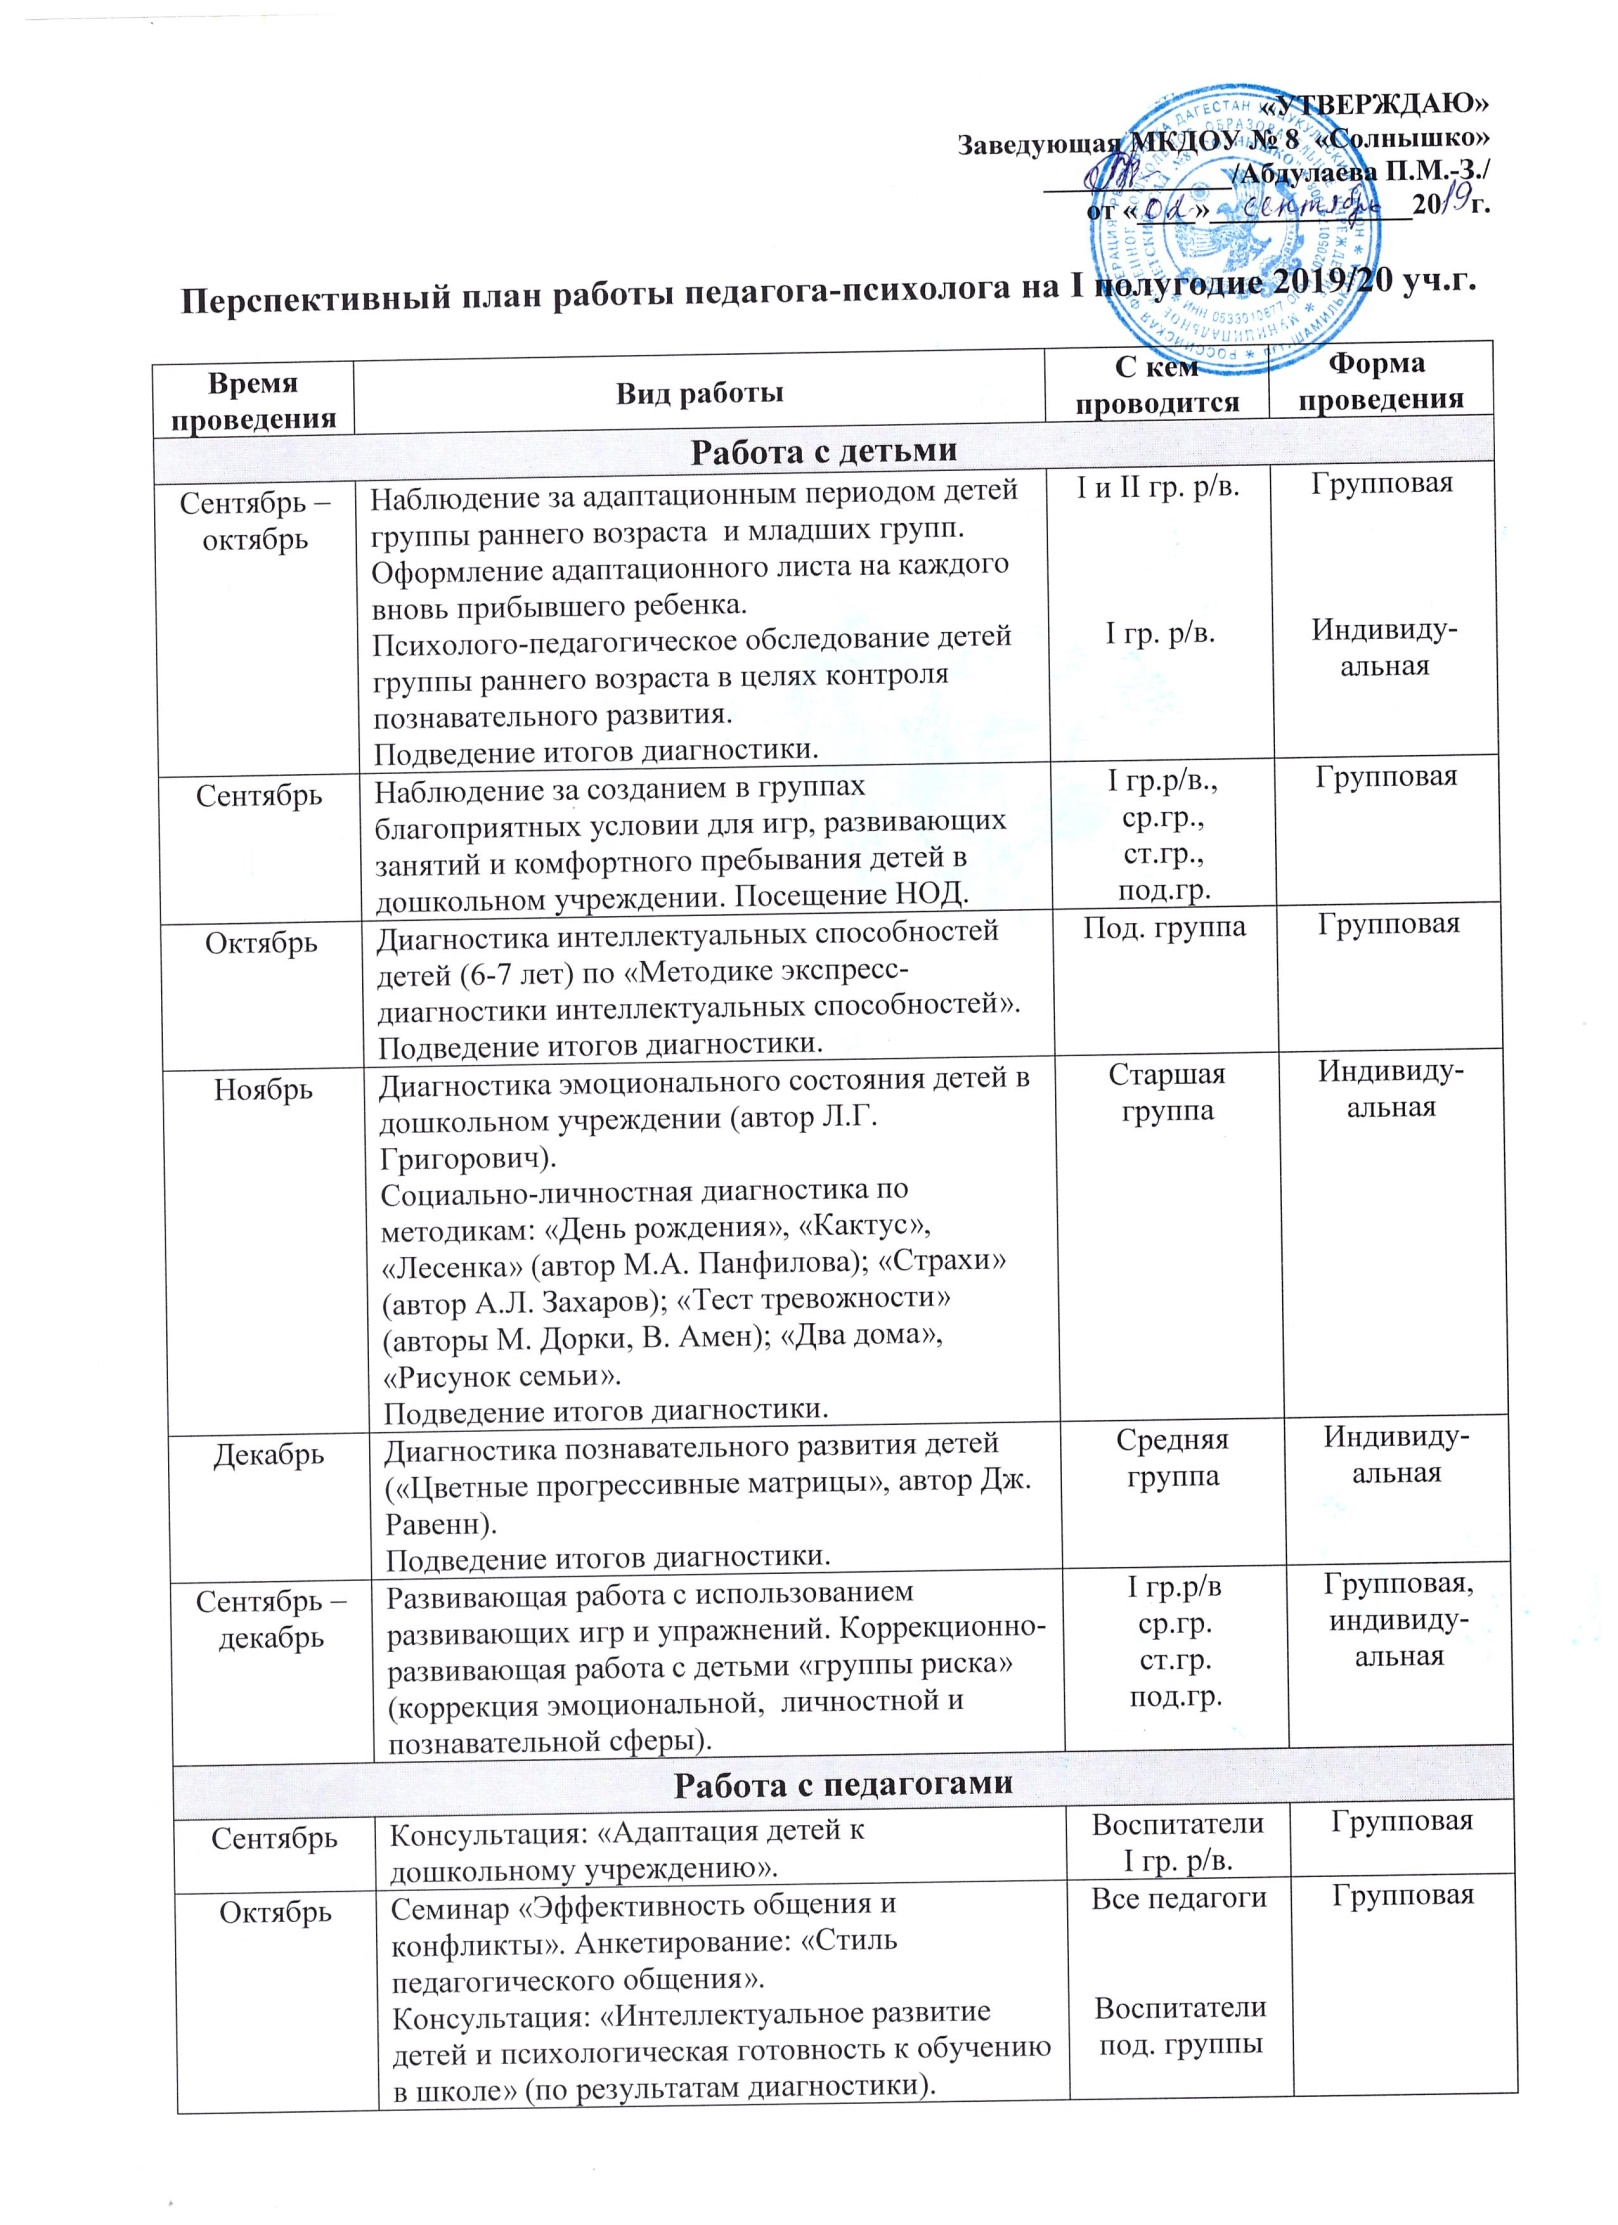 «УТВЕРЖДАЮ»
Заведующая МКДОУ № 8 «Солнышко»
/Абдулаева П.М.-З./
от «02» сентябрь 2019 г.
Перспективный план работы педагога-психолога на I полугодие 2019/20 уч.г.
Время проведения
Вид работы
С кем проводится
Форма проведения
Работа с детьми
Сентябрь –
октябрь
Наблюдение за адаптационным периодом детей
группы раннего возраста и младших групп.
Оформление адаптационного листа на каждого
вновь прибывшего ребенка.
Психолого-педагогическое обследование детей
группы раннего возраста в целях контроля
познавательного развития.
Подведение итогов диагностики.
I и II гр. р/в.
I гр. р/в.
Групповая
Индивиду-
альная
Сентябрь
Наблюдение за созданием в группах
благоприятных условии для игр, развивающих
занятий и комфортного пребывания детей в
дошкольном учреждении. Посещение НОД.
I гр.р/в.,
ср.гр.,
ст.гр.,
под.гр.
Групповая
Октябрь
Диагностика интеллектуальных способностей
детей (6-7 лет) по «Методике экспресс-
диагностики интеллектуальных способностей».
Подведение итогов диагностики.
Под. группа
Групповая
Ноябрь
Диагностика эмоционального состояния детей в
дошкольном учреждении (автор Л.Г.
Григорович).
Социально-личностная диагностика по
методикам: «День рождения», «Кактус»,
«Лесенка» (автор М.А. Панфилова); «Страхи»
(автор А.Л. Захаров); «Тест тревожности»
(авторы М. Дорки, В. Амен); «Два дома»,
«Рисунок семьи».
Подведение итогов диагностики.
Старшая
группа
Индивиду-
альная
Декабрь
Диагностика познавательного развития детей
(«Цветные прогрессивные матрицы», автор Дж.
Равенн).
Подведение итогов диагностики.
Средняя
группа
Индивиду-
альная
Сентябрь –
декабрь
Развивающая работа с использованием
развивающих игр и упражнений. Коррекционно-
развивающая работа с детьми «группы риска»
(коррекция эмоциональной, личностной и
познавательной сферы).
I гр.р/в
ср.гр.
ст.гр.
под.гр.
Групповая,
индивиду-
альная
Работа с педагогами
Сентябрь
Консультация: «Адаптация детей к
дошкольному учреждению».
Воспитатели
I гр. р/в.
Групповая
Октябрь
Семинар «Эффективность общения и
конфликты». Анкетирование: «Стиль
педагогического общения».
Консультация: «Интеллектуальное развитие
детей и психологическая готовность к обучению
в школе» (по результатам диагностики).
Все педагоги
Воспитатели
под. группы
Групповая